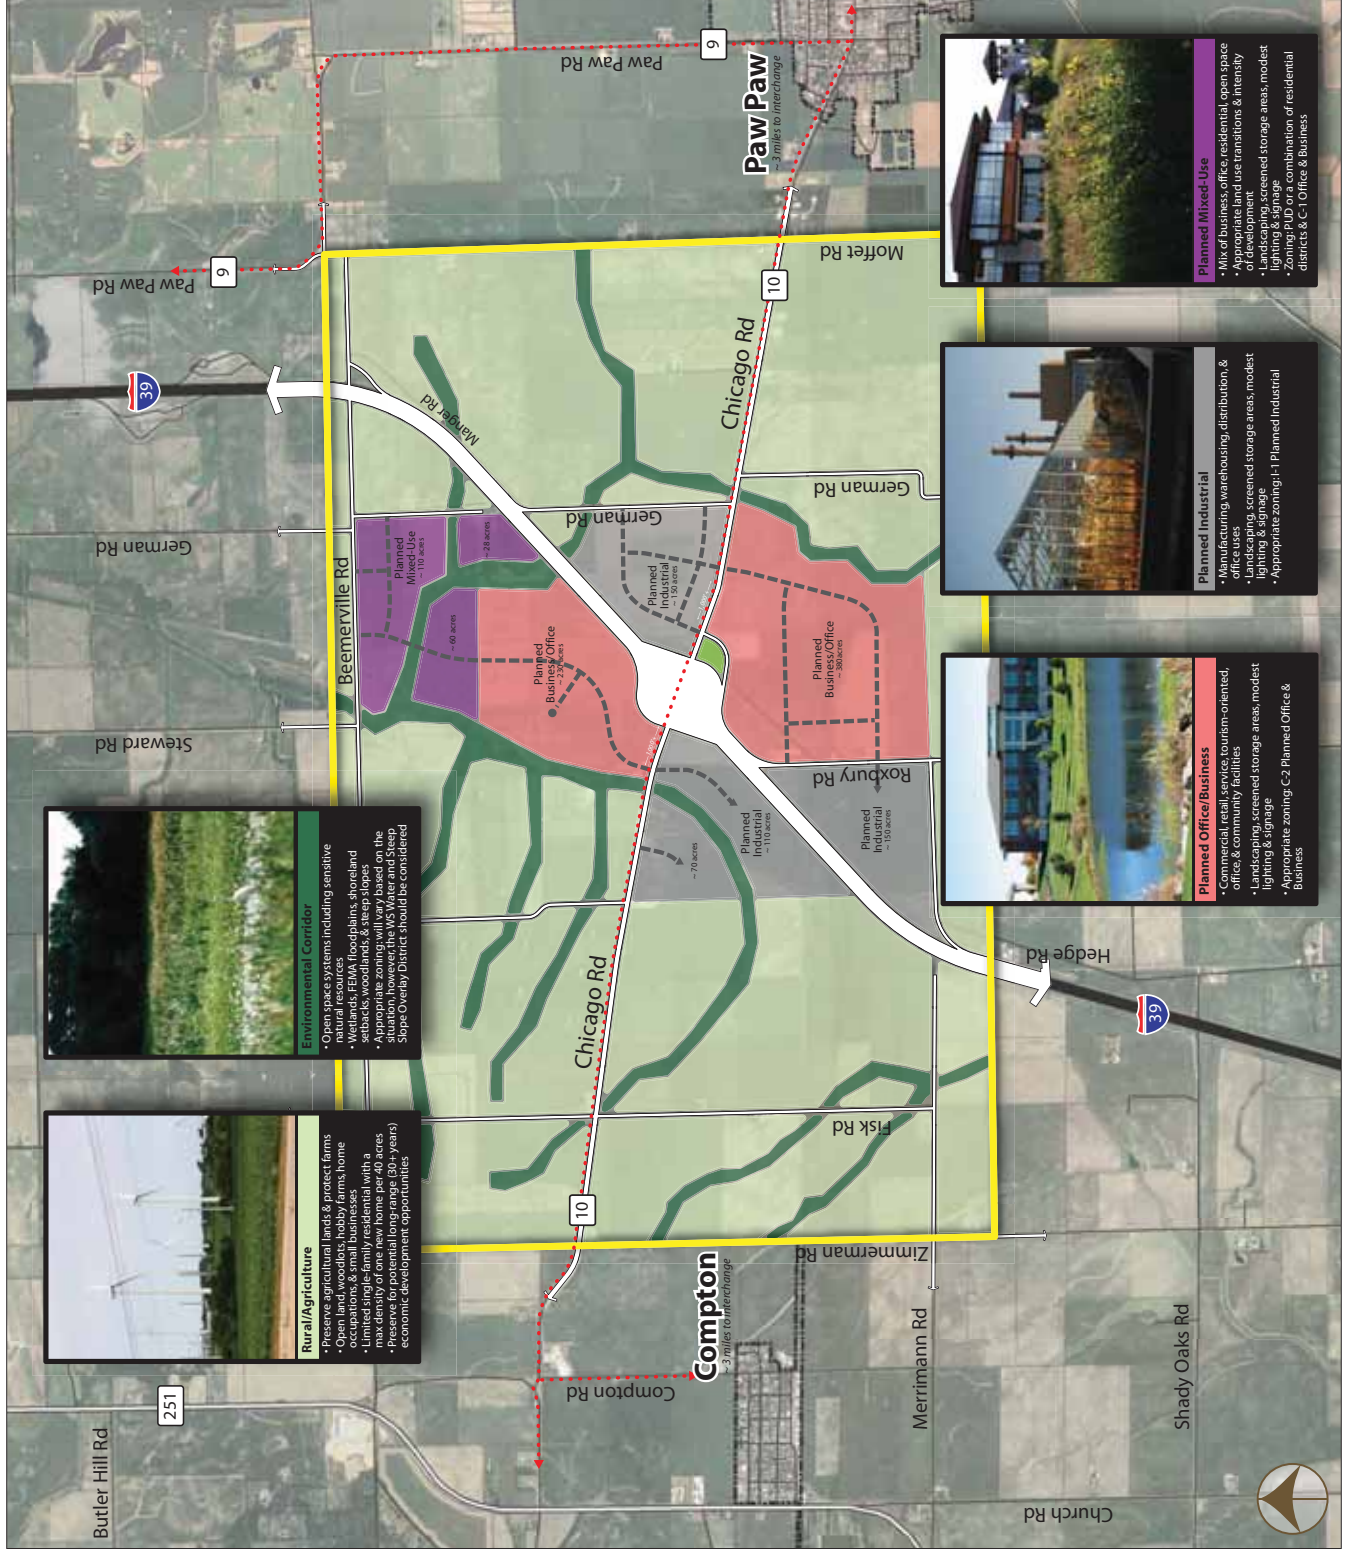 Rural/Agriculture
• Preserve agricultural lands & protect farms
• Open land, woodlots, hobby farms, home
occupations, & small businesses
• Limited single-family residential with a
max density of one new home per 40 acres
• Preserve for potential long-range (30+ years)
economic development opportunities
Environmental Corridor
• Open space systems including sensitive
natural resources
• Wetlands, FEMA floodplains, shoreland
setbacks, woodlands, & steep slopes
• Appropriate zoning: will vary based on the
situation, however, the WS Water and Steep
Slope Overlay District should be considered
Planned Office/Business
• Commercial, retail, service, tourism-oriented,
office, & community facilities
• Landscaping, screened storage areas, modest
lighting & signage
• Appropriate zoning: C-2 Planned Office &
Business
Planned Industrial
• Manufacturing, warehousing, distribution, &
office uses
• Landscaping, screened storage areas, modest
lighting & signage
• Appropriate zoning: I-1 Planned Industrial
Planned Mixed-Use
• Mix of business, office, residential, open space
• Appropriate land use transitions & intensity
of development
• Landscaping, screened storage areas, modest
lighting & signage
• Zoning: PUD or a combination of residential
districts & C-1 Office & Business
Butler Hill Rd
251
Steward Rd
German Rd
Paw Paw Rd
9
39
Paw Paw Rd
9
Beemerville Rd
Manger Rd
Planned
Mixed-Use
~ 110 acres
~ 28 acres
~ 60 acres
German Rd
Planned
Business/Office
~ 230 acres
Planned
Industrial
~ 150 acres
Chicago Rd
10
Moffet Rd
Paw Paw
~ 3 miles to interchange
German Rd
Planned
Business/Office
~ 380 acres
Roxbury Rd
~ 70 acres
Planned
Industrial
~ 110 acres
Planned
Industrial
~ 150 acres
Chicago Rd
10
Fisk Rd
Zimmerman Rd
Compton
~ 3 miles to interchange
Compton Rd
Merrimann Rd
Hedge Rd
39
Shady Oaks Rd
Church Rd